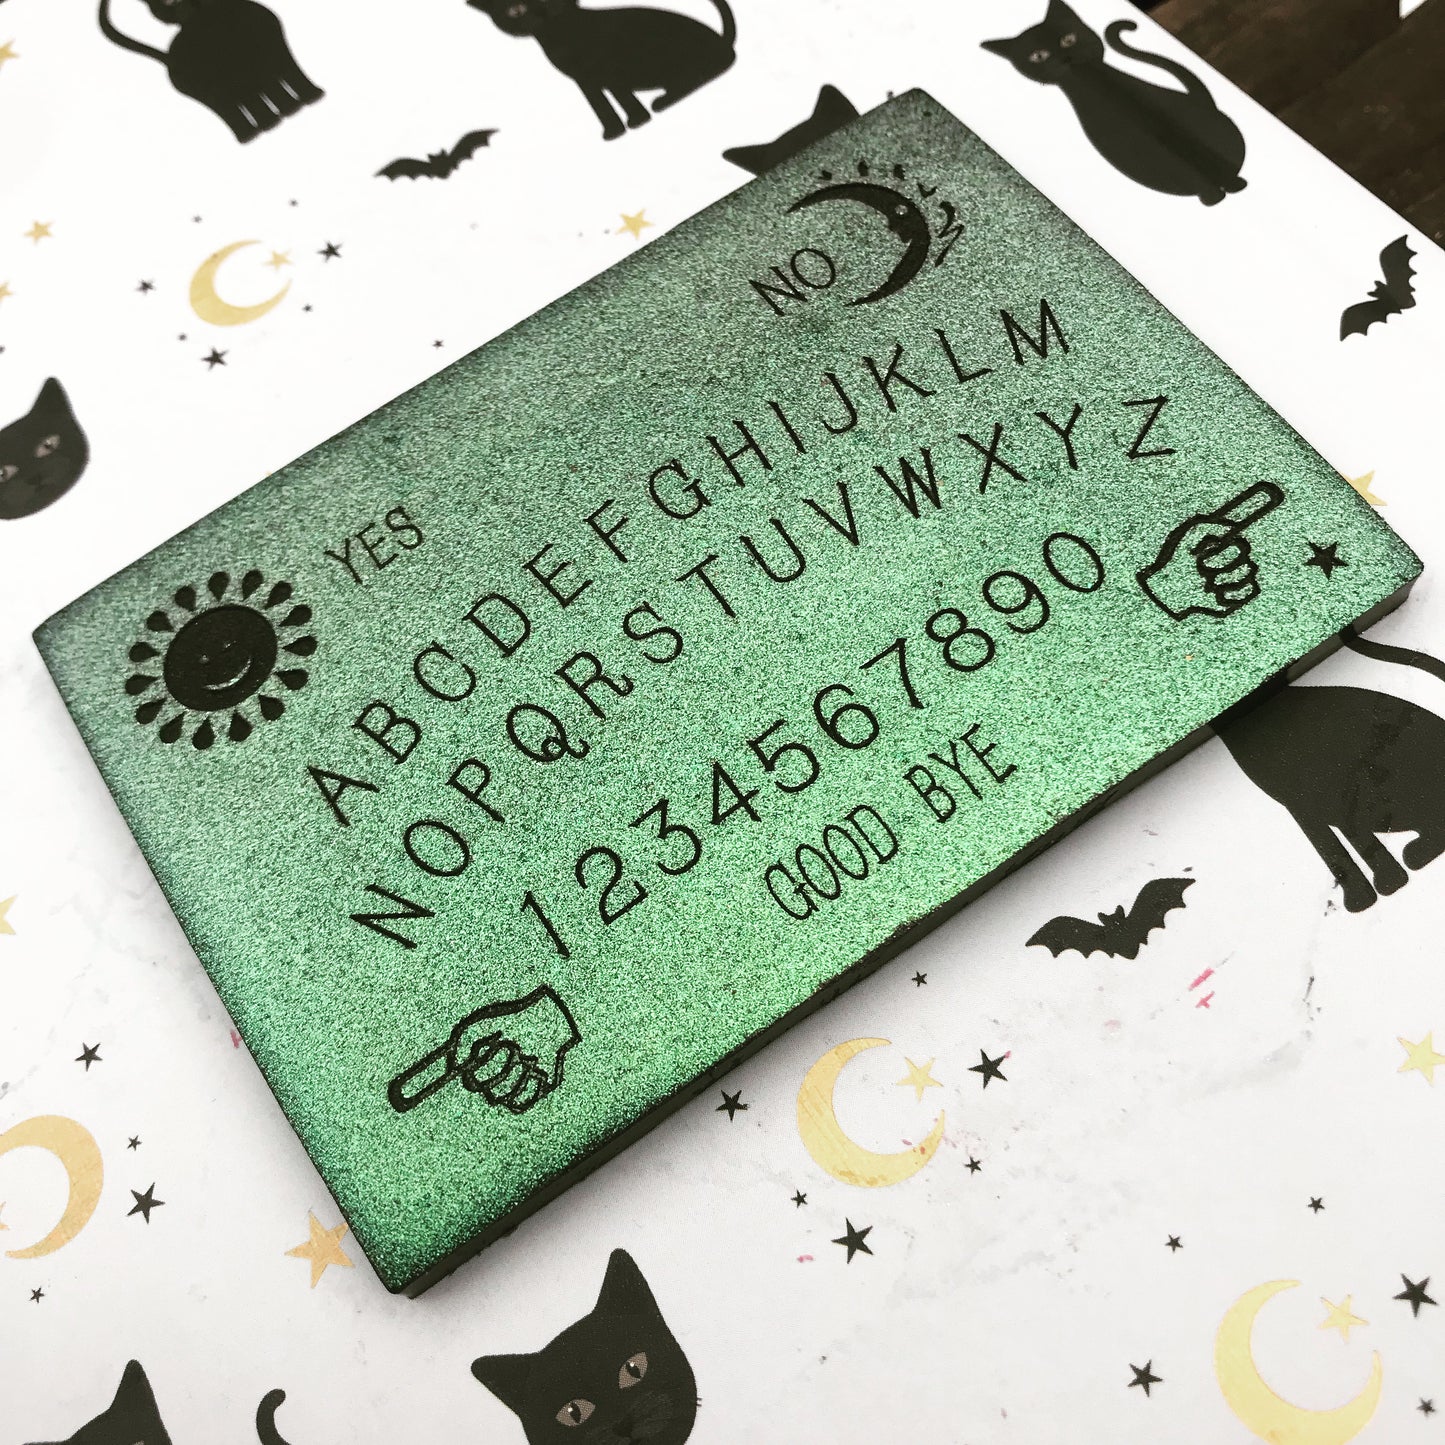 YES NO
ABCDEFGHIJKLM
NOPQRSTUVWXYZ
1234567890
GOOD BYE